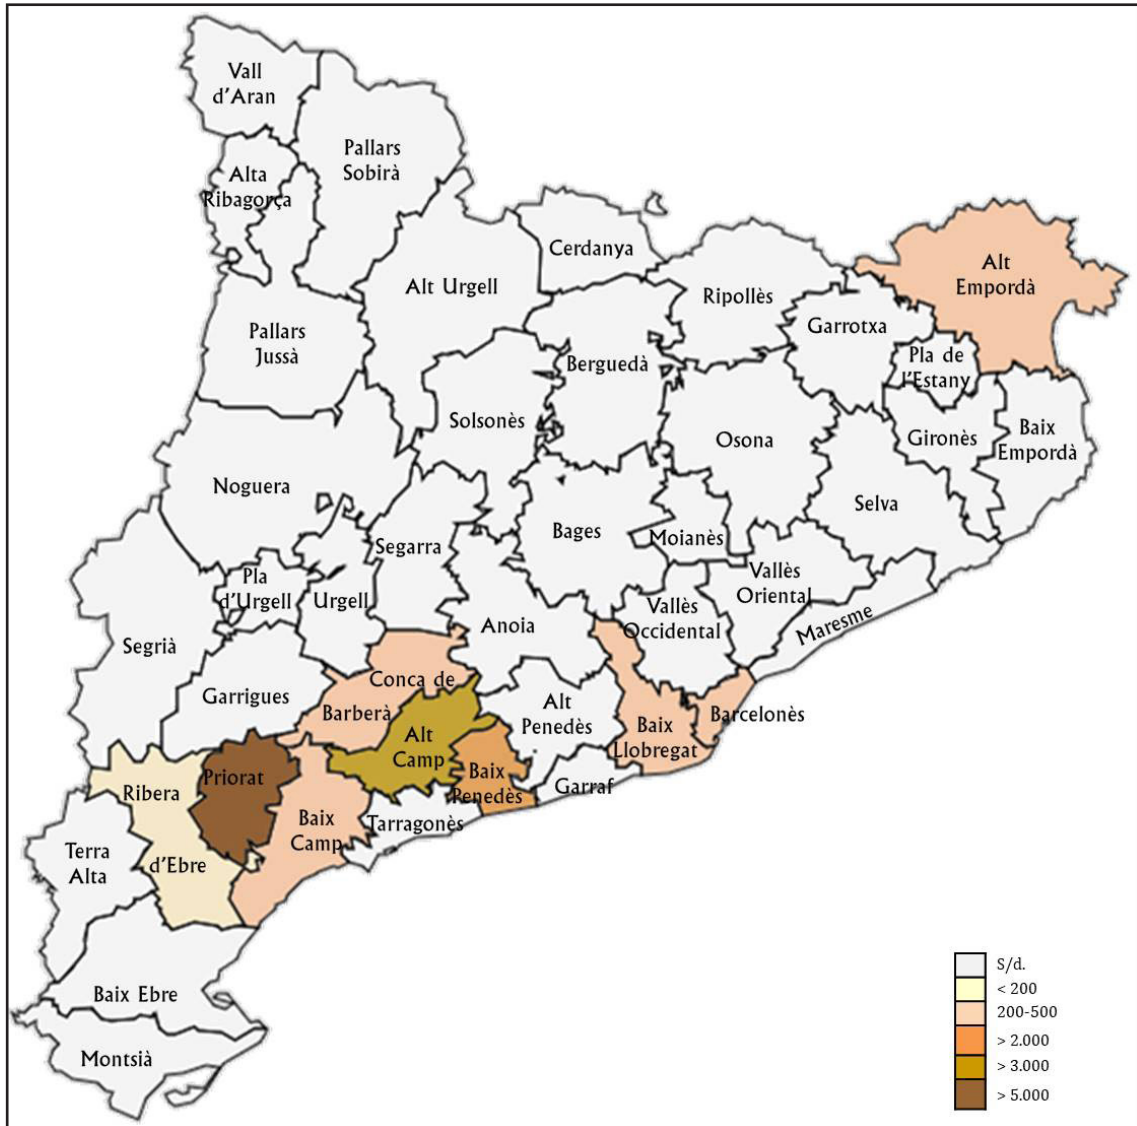 Vall
d'Aran
Pallars
Sobirà
Alta
Ribagorça
Cerdanya
Alt Urgell
Ripollès
Alt
Empordà
Pallars
Jussà
Garrotxa
Berguedà
Pla de
l'Estany
Solsonès
Osona
Gironès
Baix
Empordà
Noguera
Selva
Bages
Moianès
Segarra
Pla
d'Urgell
Urgell
Vallès
Oriental
Vallès
Occidental
Maresme
Anoia
Segrià
Garrigues
Conca de
Barberà
Alt
Penedès
Barcelonès
Baix
Llobregat
Alt
Camp
Baix
Penedès
Garraf
Priorat
Ribera
d'Ebre
Baix
Camp
Tarragonès
Terra
Alta
Baix Ebre
Montsià
S/d.
< 200
200-500
> 2.000
> 3.000
> 5.000